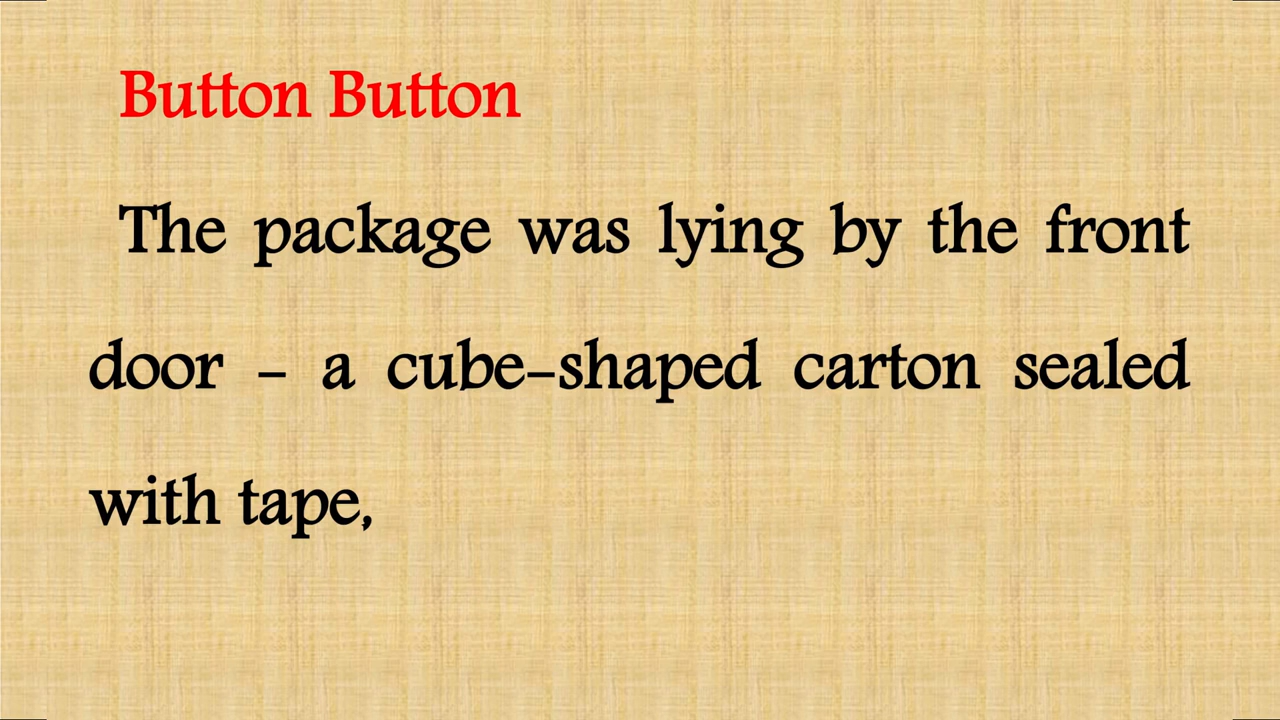 Button Button
The package was lying by the front
door - a cube-shaped carton sealed
with tape,